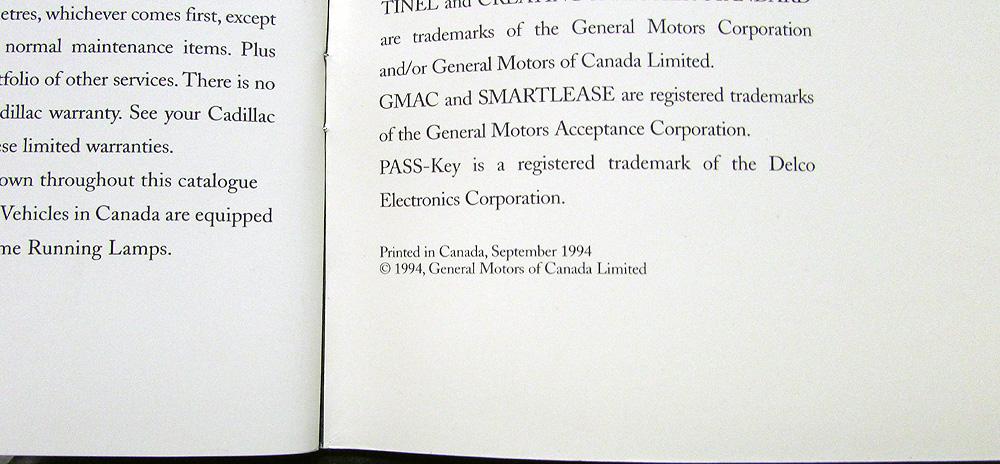 etres, whichever comes first, except
normal maintenance items. Plus
tfolio of other services. There is no
dillac warranty. See your Cadillac
ese limited warranties.
own throughout this catalogue
Vehicles in Canada are equipped
me Running Lamps.
TINEL and
are trademarks of the General Motors Corporation
and/or General Motors of Canada Limited.
GMAC and SMARTLEASE are registered trademarks
of the General Motors Acceptance Corporation.
PASS-Key is a registered trademark of the Delco
Electronics Corporation.
Printed in Canada, September 1994
© 1994, General Motors of Canada Limited